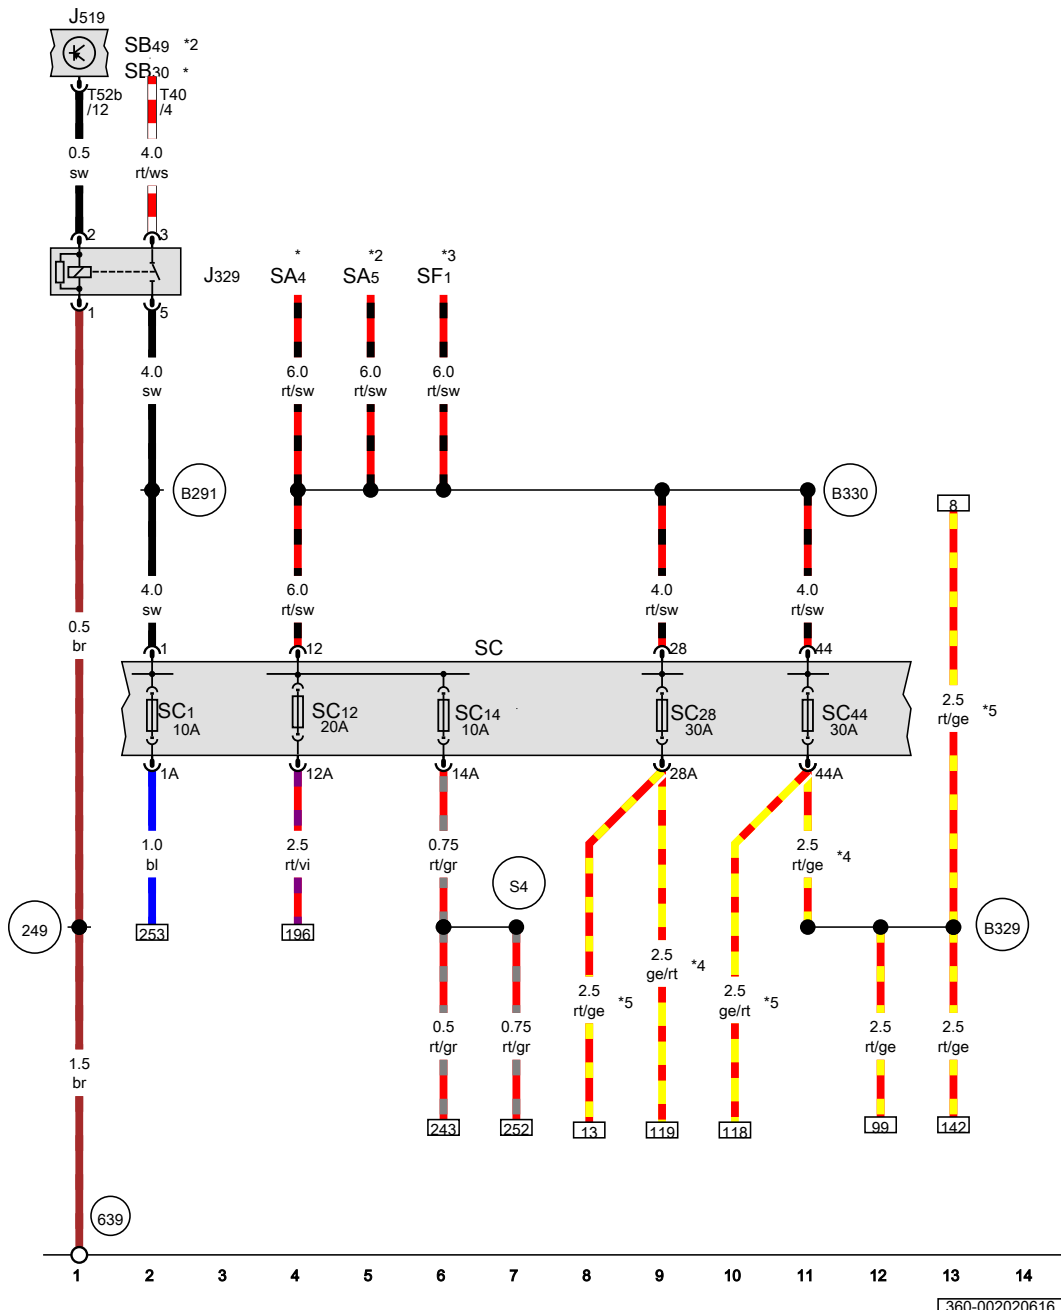 J519
SB49 *2
SB30 *
T52b
/12
T40
/4
0.5
sw
4.0
rt/ws
2
3
J329
1
5
*
SA4
*2
SA5
*3
SF1
4.0
sw
6.0
rt/sw
6.0
rt/sw
6.0
rt/sw
B291
B330
8
4.0
sw
6.0
rt/sw
4.0
rt/sw
4.0
rt/sw
0.5
br
1
12
SC
28
44
SC1
10A
SC12
20A
SC14
10A
SC28
30A
SC44
30A
2.5
rt/ge *5
1A
12A
14A
28A
44A
1.0
bl
2.5
rt/vi
0.75
rt/gr
2.5
rt/ge *4
S4
249
253
196
B329
2.5
ge/rt *4
2.5
rt/ge *5
2.5
ge/rt *5
0.5
rt/gr
0.75
rt/gr
2.5
rt/ge
2.5
rt/ge
1.5
br
243
252
13
119
118
99
142
639
1 2 3 4 5 6 7 8 9 10 11 12 13 14
360-002020616